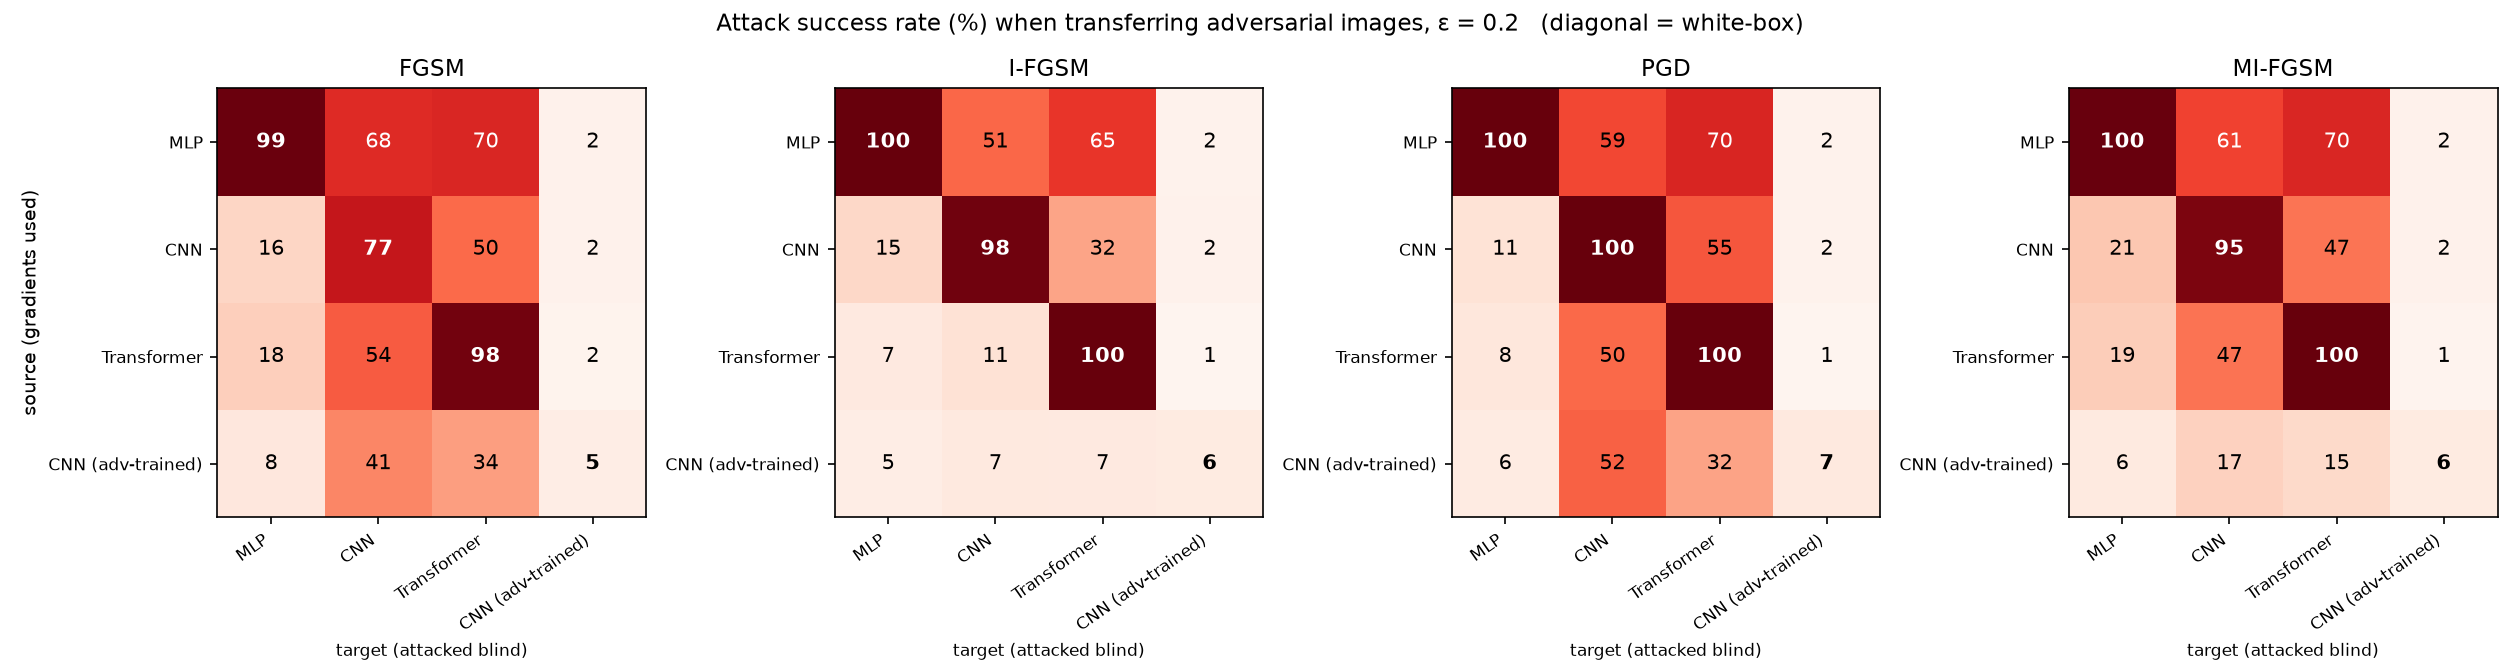 Attack success rate (%) when transferring adversarial images, ε = 0.2   (diagonal = white-box)
FGSM
source (gradients used)
MLP 99 68 70 2
CNN 16 77 50 2
Transformer 18 54 98 2
CNN (adv-trained) 8 41 34 5
MLP CNN Transformer CNN (adv-trained)
target (attacked blind)
I-FGSM
MLP 100 51 65 2
CNN 15 98 32 2
Transformer 7 11 100 1
CNN (adv-trained) 5 7 7 6
MLP CNN Transformer CNN (adv-trained)
target (attacked blind)
PGD
MLP 100 59 70 2
CNN 11 100 55 2
Transformer 8 50 100 1
CNN (adv-trained) 6 52 32 7
MLP CNN Transformer CNN (adv-trained)
target (attacked blind)
MI-FGSM
MLP 100 61 70 2
CNN 21 95 47 2
Transformer 19 47 100 1
CNN (adv-trained) 6 17 15 6
MLP CNN Transformer CNN (adv-trained)
target (attacked blind)